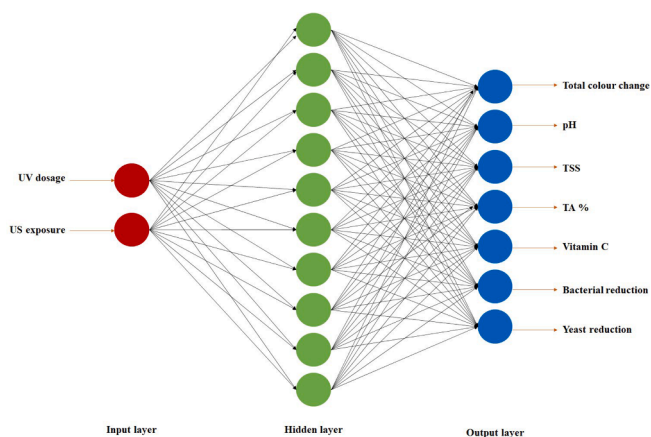 UV dosage
US exposure
Total colour change
pH
TSS
TA %
Vitamin C
Bacterial reduction
Yeast reduction
Input layer
Hidden layer
Output layer